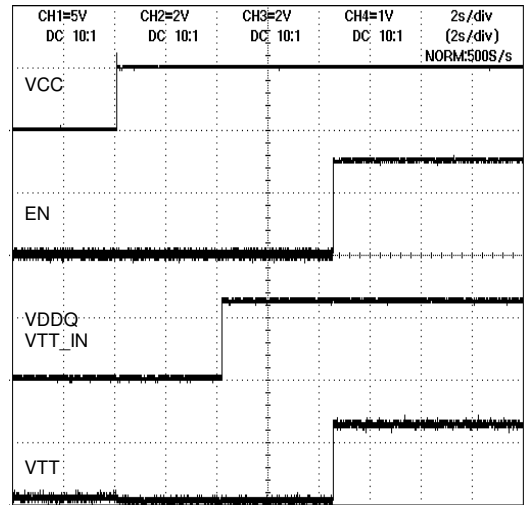 CH1=5V CH2=2V CH3=2V CH4=1V 2s/div
DC 10:1 DC 10:1 DC 10:1 DC 10:1 (2s/div)
NORM:500S/s
VCC
EN
VDDQ
VTT_IN
VTT